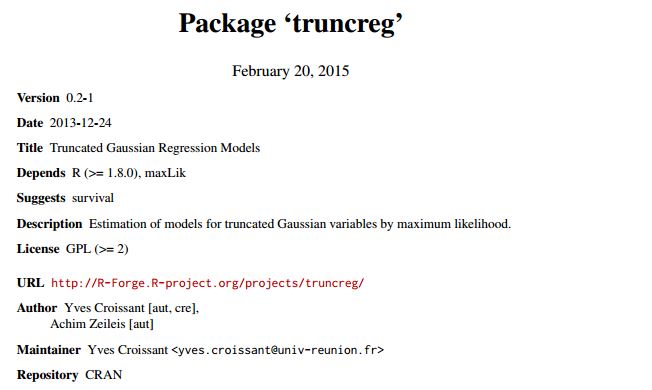 Package ‘truncreg’
February 20, 2015
Version 0.2-1
Date 2013-12-24
Title Truncated Gaussian Regression Models
Depends R (>= 1.8.0), maxLik
Suggests survival
Description Estimation of models for truncated Gaussian variables by maximum likelihood.
License GPL (>= 2)
URL http://R-Forge.R-project.org/projects/truncreg/
Author Yves Croissant [aut, cre],
Achim Zeileis [aut]
Maintainer Yves Croissant <yves.croissant@univ-reunion.fr>
Repository CRAN